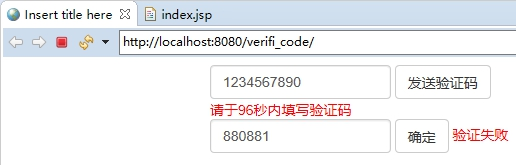 Insert title here index.jsp
http://localhost:8080/verifi_code/
1234567890 发送验证码
请于96秒内填写验证码
880881 确定 验证失败